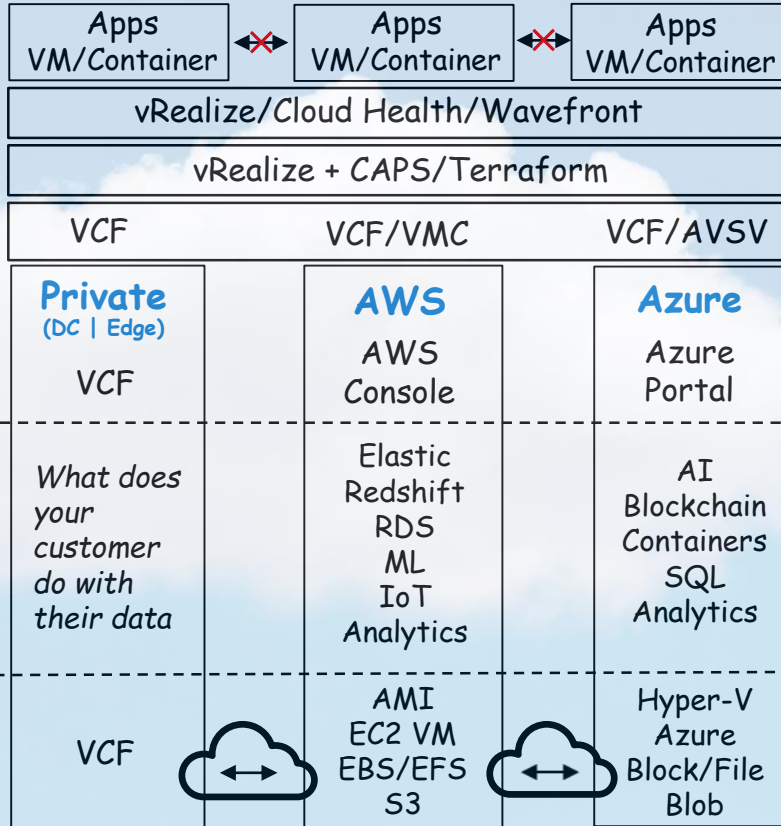 Apps
VM/Container
Apps
VM/Container
Apps
VM/Container
vRealize/Cloud Health/Wavefront
vRealize + CAPS/Terraform
VCF
VCF/VMC
VCF/AVSV
Private
(DC | Edge)
VCF
AWS
AWS
Console
Azure
Azure
Portal
What does
your
customer
do with
their data
Elastic
Redshift
RDS
ML
IoT
Analytics
AI
Blockchain
Containers
SQL
Analytics
VCF
AMI
EC2 VM
EBS/EFS
S3
Hyper-V
Azure
Block/File
Blob